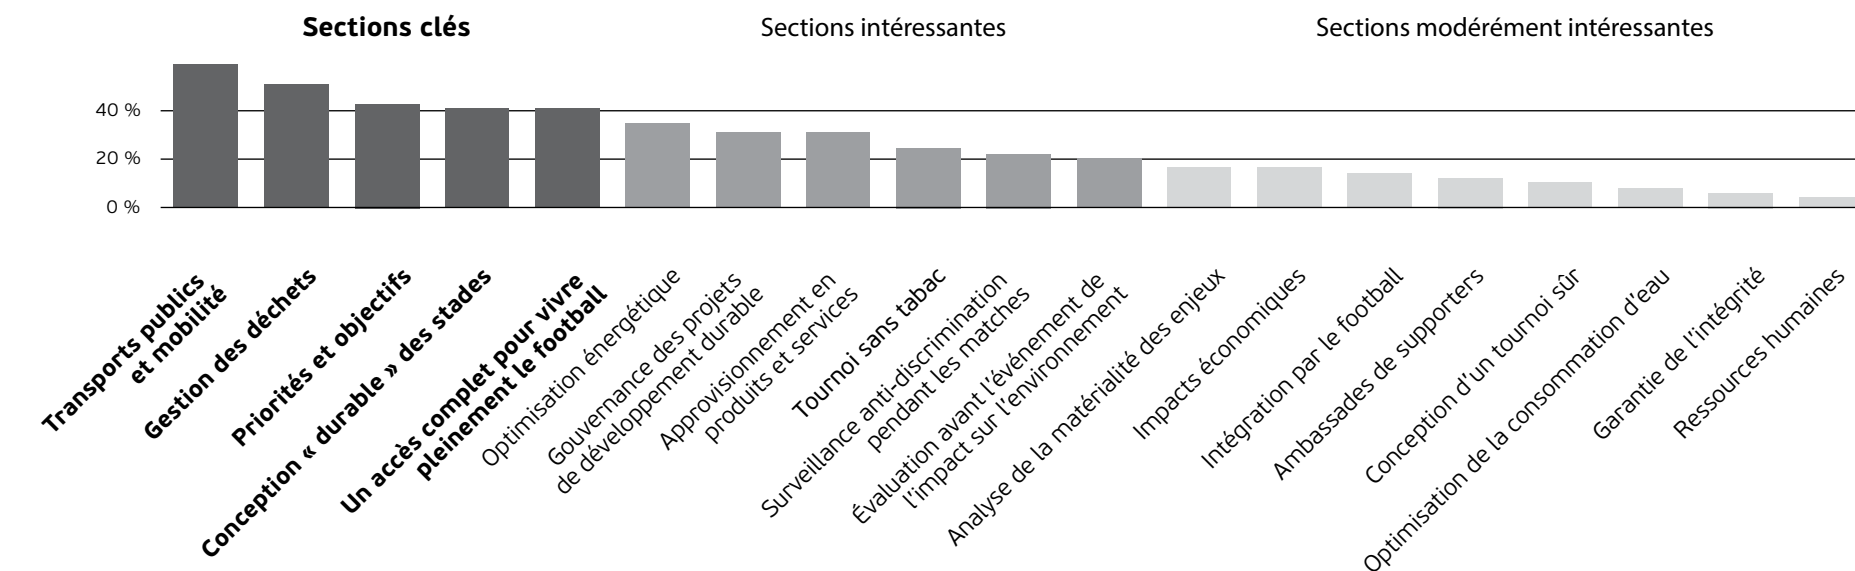 Sections clés
Sections intéressantes
Sections modérément intéressantes
40 %
20 %
0 %
Transports publics
et mobilité
Gestion des déchets
Priorités et objectifs
Conception « durable » des stades
Un accès complet pour vivre
pleinement le football
Optimisation énergétique
Gouvernance des projets
de développement durable
Approvisionnement en
produits et services
Tournoi sans tabac
Surveillance anti-discrimination
pendant les matches
Évaluation avant l'événement de
l'impact sur l'environnement
Analyse de la matérialité des enjeux
Impacts économiques
Intégration par le football
Ambassades de supporters
Conception d'un tournoi sûr
Optimisation de la consommation d'eau
Garantie de l'intégrité
Ressources humaines